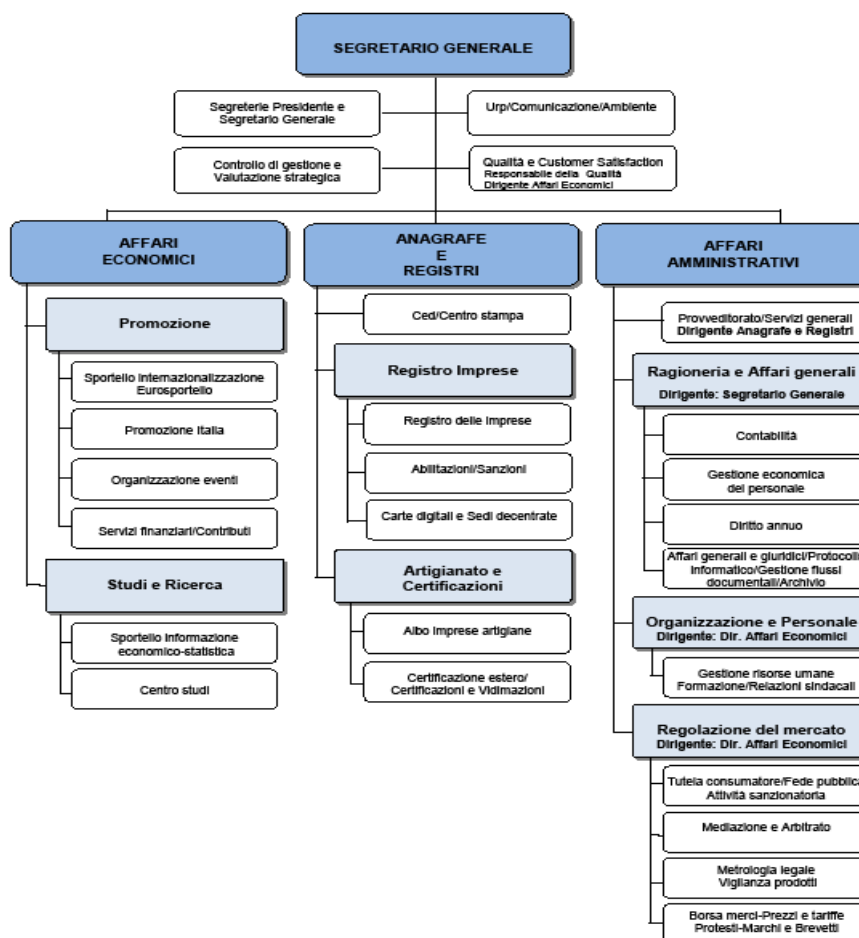 SEGRETARIO GENERALE
Segreterie Presidente e
Segretario Generale
Urp/Comunicazione/Ambiente
Controllo di gestione e
Valutazione strategica
Qualità e Customer Satisfaction
Responsabile della Qualità
Dirigente Affari Economici
AFFARI
ECONOMICI
Promozione
Sportello Internazionalizzazione
Eurosportello
Promozione Italia
Organizzazione eventi
Servizi finanziari/Contributi
Studi e Ricerca
Sportello Informazione
economico-statistica
Centro studi
ANAGRAFE
E
REGISTRI
Ced/Centro stampa
Registro Imprese
Registro delle Imprese
Abilitazioni/Sanzioni
Carte digitali e Sedi decentrate
Artigianato e
Certificazioni
Albo Imprese artigiane
Certificazione estero/
Certificazioni e Vidimazioni
AFFARI
AMMINISTRATIVI
Provveditorato/Servizi generali
Dirigente Anagrafe e Registri
Ragioneria e Affari generali
Dirigente: Segretario Generale
Contabilità
Gestione economica
del personale
Diritto annuo
Affari generali e giuridici/Protocollo
Informatico/Gestione flussi
documentali/Archivio
Organizzazione e Personale
Dirigente: Dir. Affari Economici
Gestione risorse umane
Formazione/Relazioni sindacali
Regolazione del mercato
Dirigente: Dir. Affari Economici
Tutela consumatore/Fede pubblica
Attività sanzionatoria
Mediazione e Arbitrato
Metrologia legale
Vigilanza prodotti
Borsa merci-Prezzi e tariffe
Protesti-Marchi e Brevetti